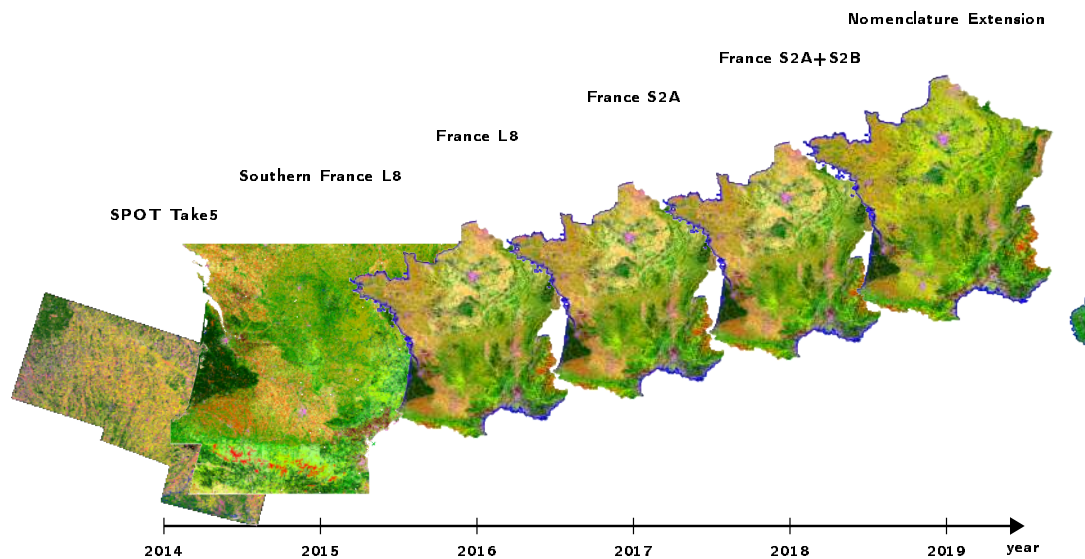 Nomenclature Extension
France S2A+S2B
France S2A
France L8
Southern France L8
SPOT Take5
2014 2015 2016 2017 2018 2019 year